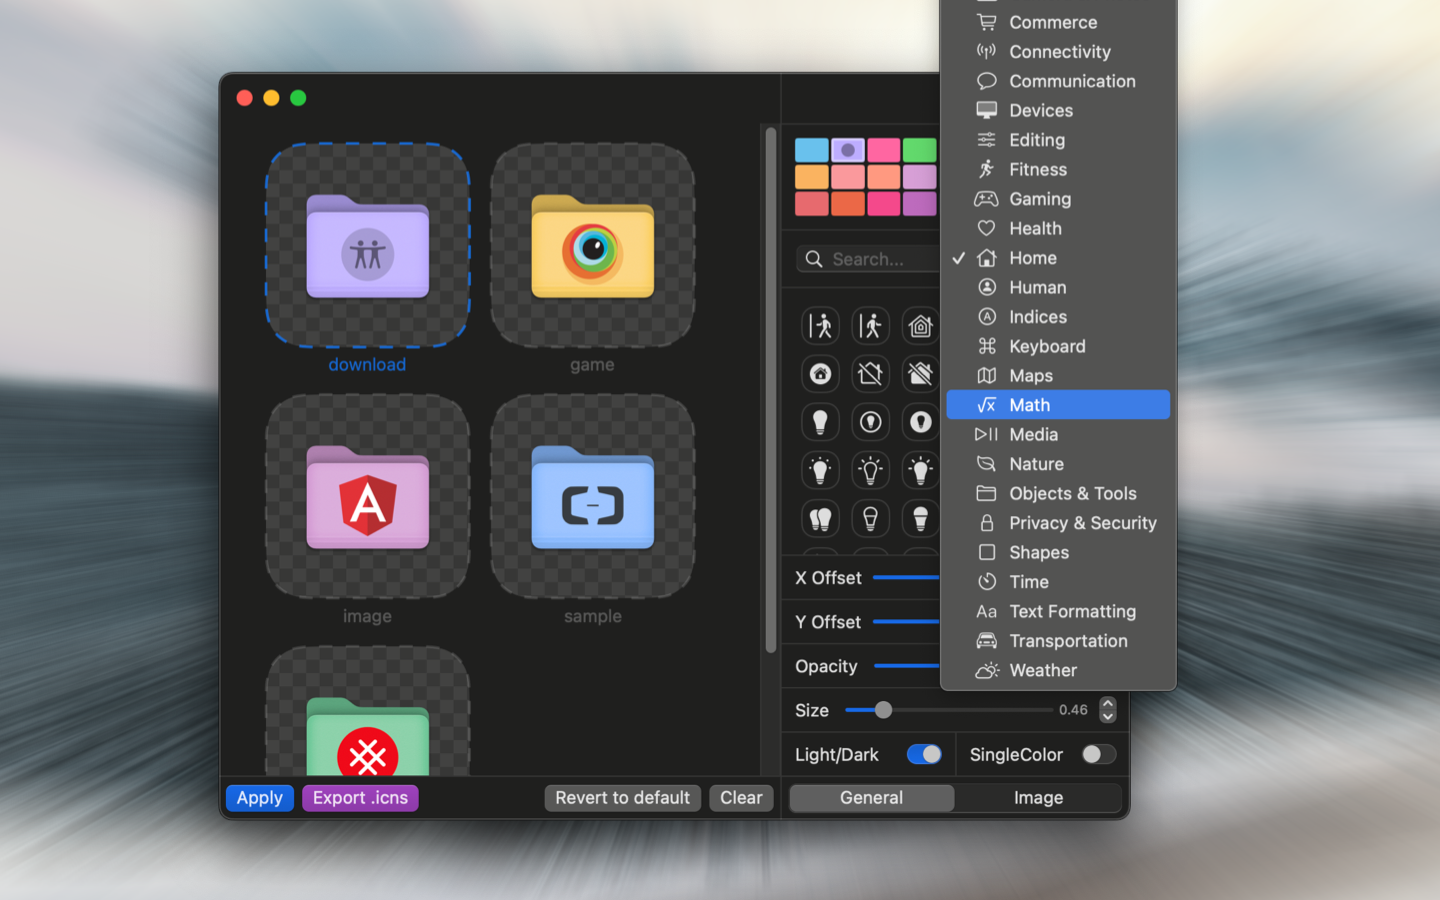 download
game
image
sample
Apply
Export .icns
Revert to default
Clear
Search...
X Offset
Y Offset
Opacity
Size
0.46
Light/Dark
SingleColor
General
Image
Commerce
Connectivity
Communication
Devices
Editing
Fitness
Gaming
Health
Home
Human
Indices
Keyboard
Maps
√x Math
Media
Nature
Objects & Tools
Privacy & Security
Shapes
Time
Aa Text Formatting
Transportation
Weather